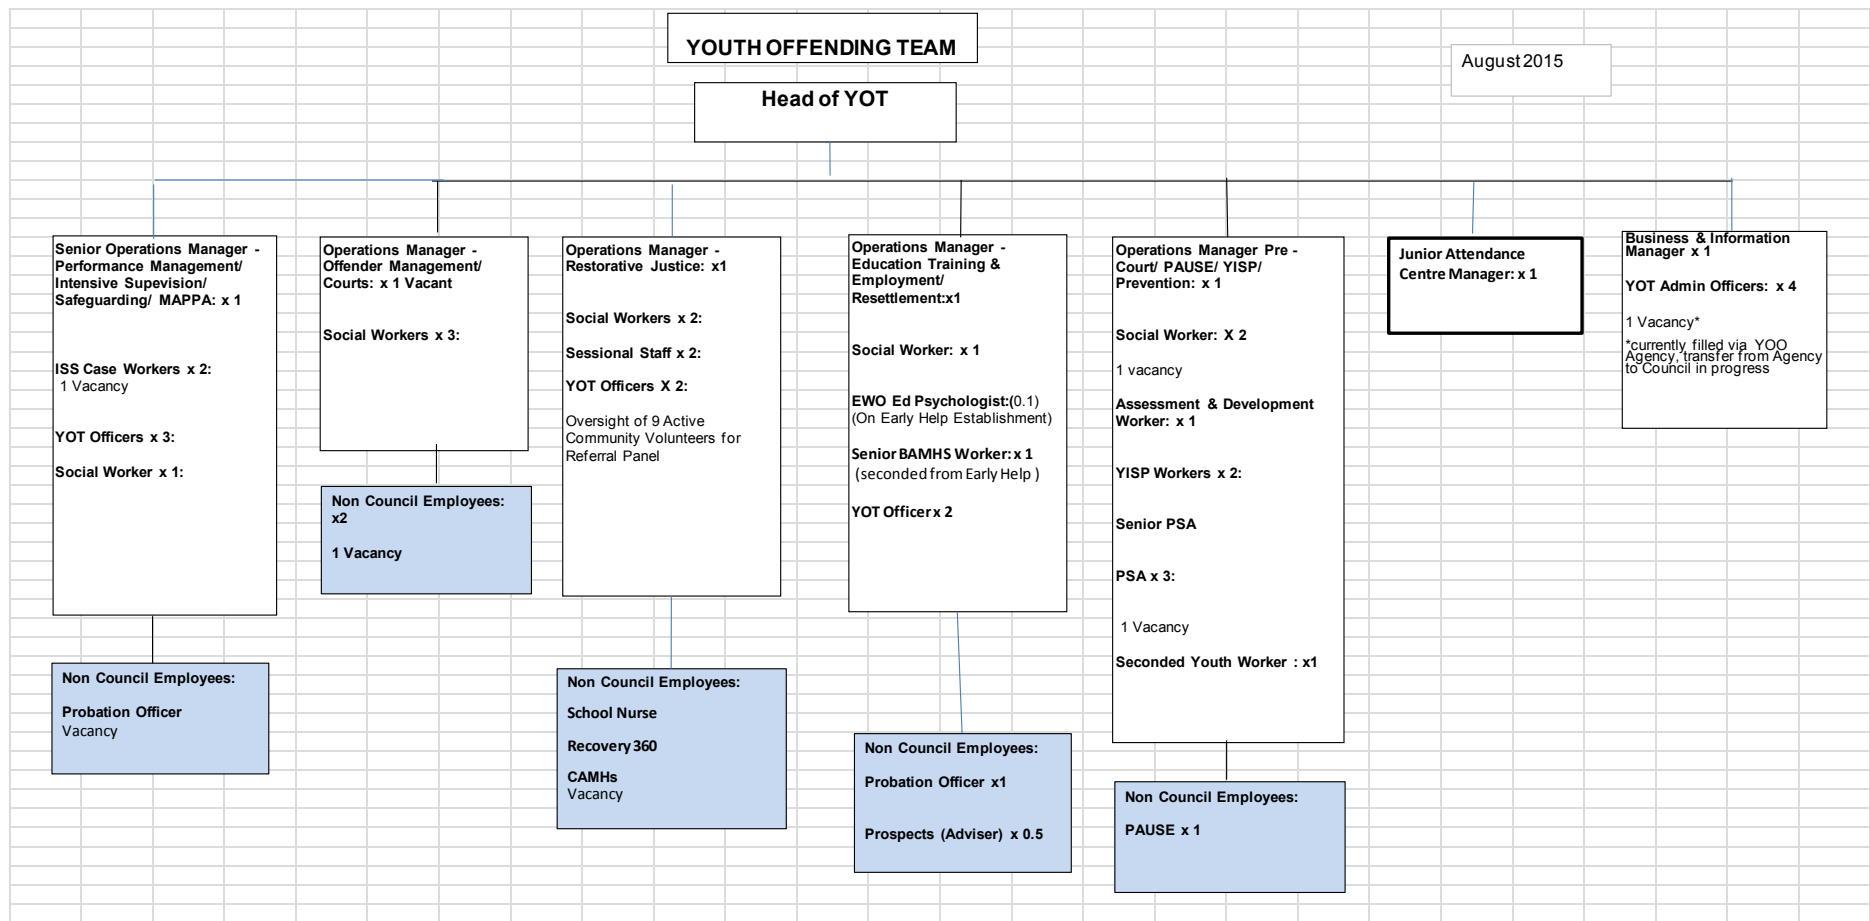 YOUTH OFFENDING TEAM
August 2015
Head of YOT
Senior Operations Manager -
Performance Management/
Intensive Supevision/
Safeguarding/ MAPPA: x 1
ISS Case Workers x 2:
1 Vacancy
YOT Officers x 3:
Social Worker x 1:
Non Council Employees:
Probation Officer
Vacancy
Operations Manager -
Offender Management/
Courts: x 1 Vacant
Social Workers x 3:
Non Council Employees:
x2
1 Vacancy
Operations Manager -
Restorative Justice: x1
Social Workers x 2:
Sessional Staff x 2:
YOT Officers X 2:
Oversight of 9 Active
Community Volunteers for
Referral Panel
Non Council Employees:
School Nurse
Recovery 360
CAMHs
Vacancy
Operations Manager -
Education Training &
Employment/
Resettlement:x1
Social Worker: x 1
EWO Ed Psychologist:(0.1)
(On Early Help Establishment)
Senior BAMHS Worker: x 1
(seconded from Early Help )
YOT Officer x 2
Non Council Employees:
Probation Officer x1
Prospects (Adviser) x 0.5
Operations Manager Pre -
Court/ PAUSE/ YISP/
Prevention: x 1
Social Worker: X 2
1 vacancy
Assessment & Development
Worker: x 1
YISP Workers x 2:
Senior PSA
PSA x 3:
1 Vacancy
Seconded Youth Worker : x1
Non Council Employees:
PAUSE x 1
Junior Attendance
Centre Manager: x 1
Business & Information
Manager x 1
YOT Admin Officers: x 4
1 Vacancy*
*currently filled via YOO
Agency, transfer from Agency
to Council in progress